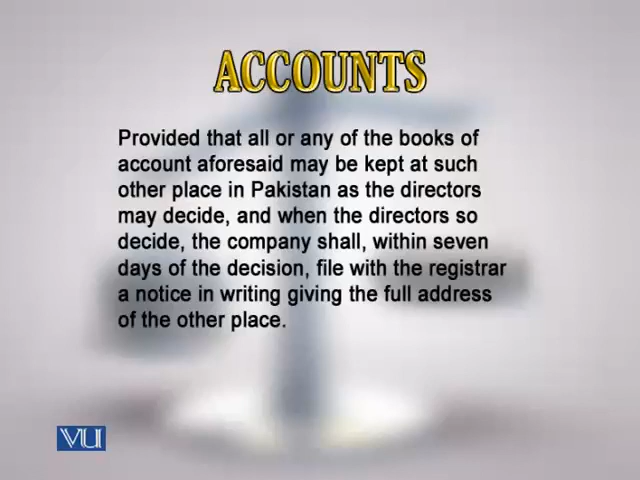 ACCOUNTS
Provided that all or any of the books of
account aforesaid may be kept at such
other place in Pakistan as the directors
may decide, and when the directors so
decide, the company shall, within seven
days of the decision, file with the registrar
a notice in writing giving the full address
of the other place.
VU